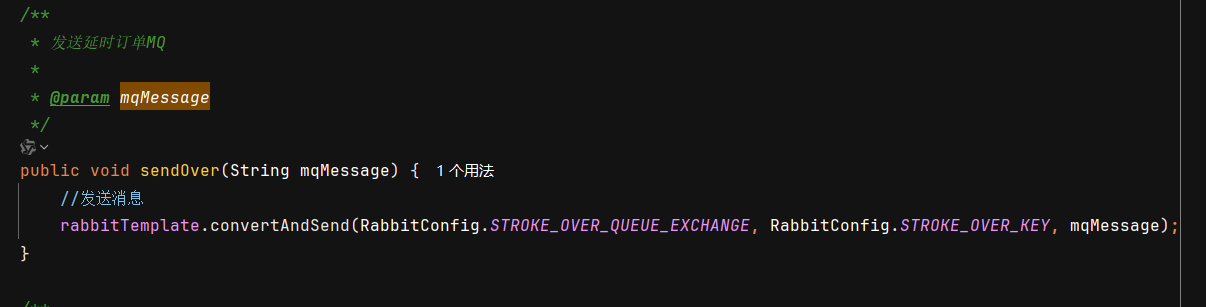 /**
 * 发送延时订单MQ
 *
 * @param mqMessage
 */
public void sendOver(String mqMessage) { 1 个用法
    //发送消息
    rabbitTemplate.convertAndSend(RabbitConfig.STROKE_OVER_QUEUE_EXCHANGE, RabbitConfig.STROKE_OVER_KEY, mqMessage);
}
/**